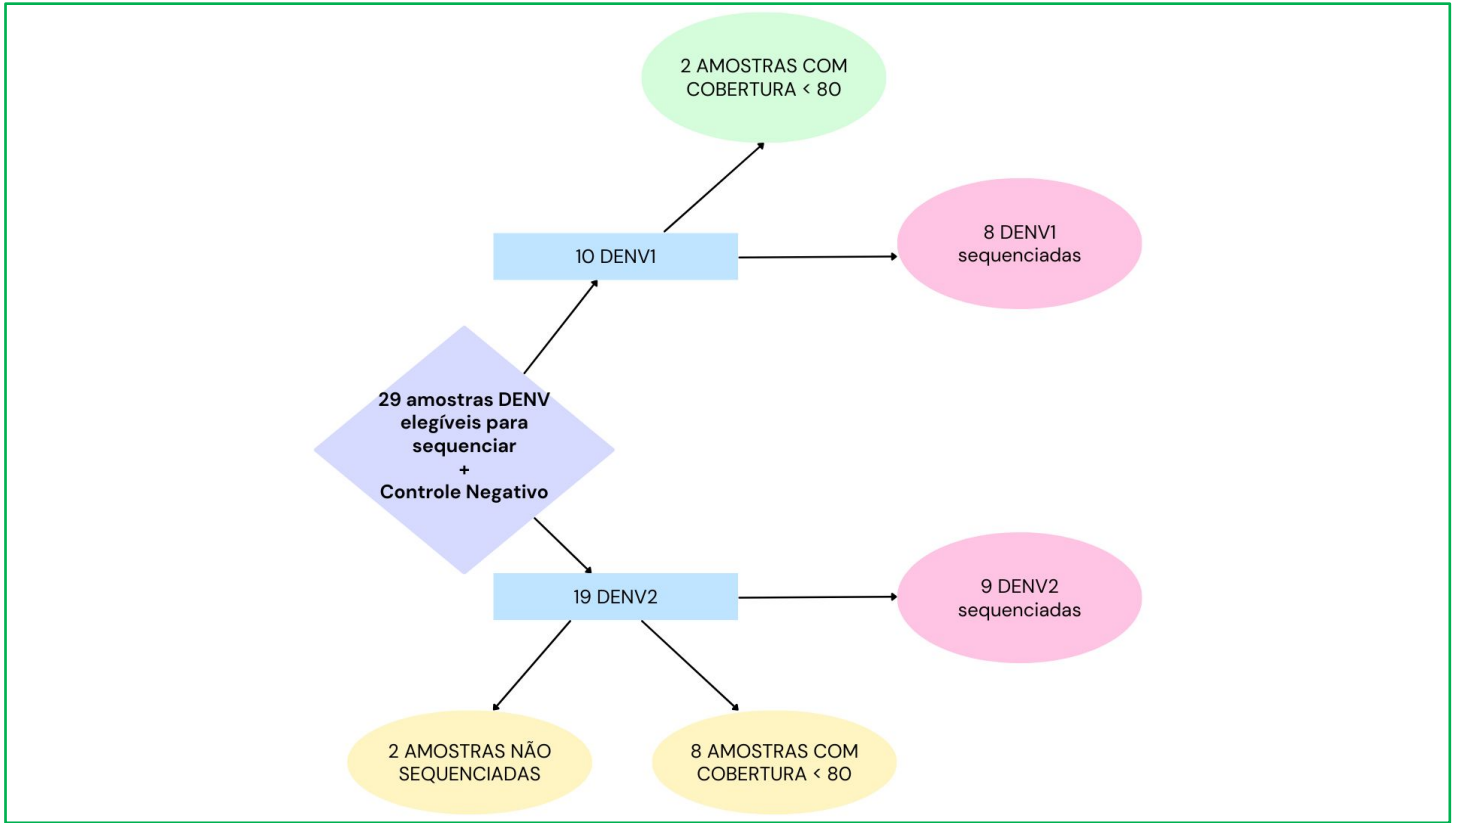 2 AMOSTRAS COM
COBERTURA < 80
8 DENV1
sequenciadas
10 DENV1
29 amostras DENV
elegíveis para
sequenciar
+
Controle Negativo
19 DENV2
9 DENV2
sequenciadas
2 AMOSTRAS NÃO
SEQUENCIADAS
8 AMOSTRAS COM
COBERTURA < 80